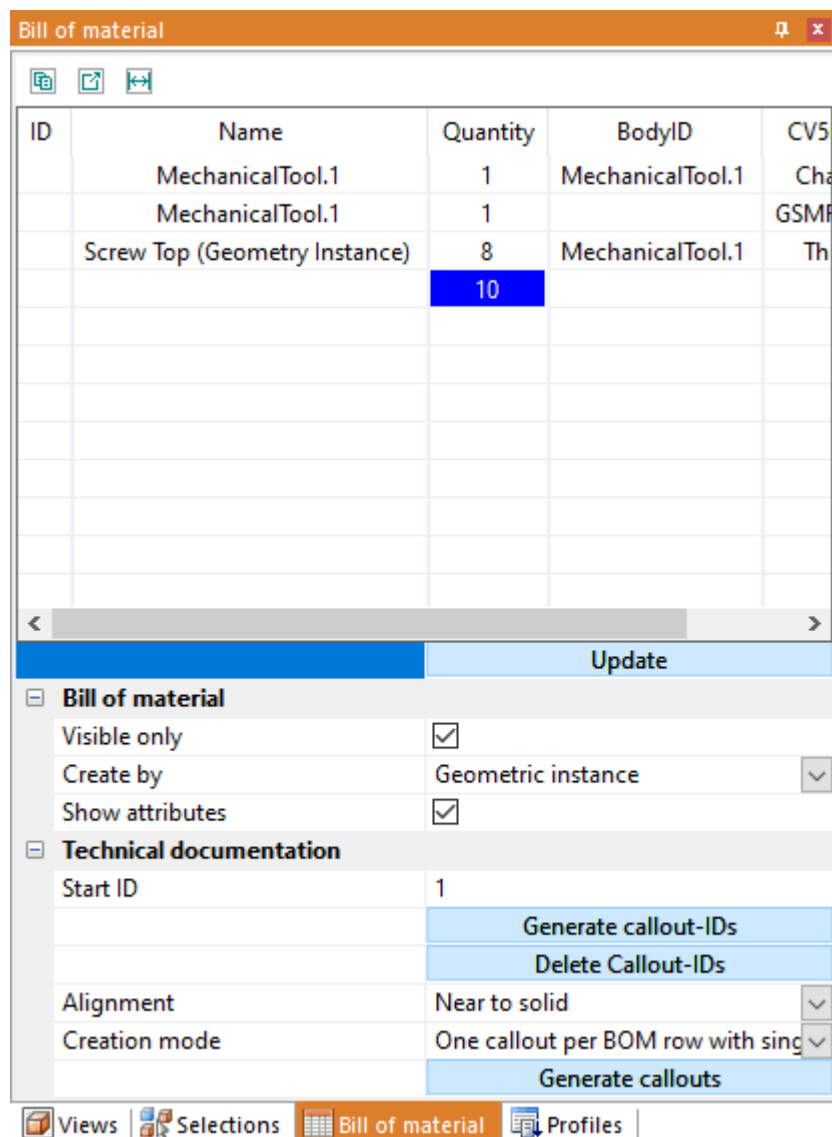 Bill of material
ID Name Quantity BodyID CV5
MechanicalTool.1 1 MechanicalTool.1 Cha
MechanicalTool.1 1 GSMF
Screw Top (Geometry Instance) 8 MechanicalTool.1 Th
10
Update
Bill of material
Visible only
Create by Geometric instance
Show attributes
Technical documentation
Start ID 1
Generate callout-IDs
Delete Callout-IDs
Alignment Near to solid
Creation mode One callout per BOM row with sing
Generate callouts
Views Selections Bill of material Profiles